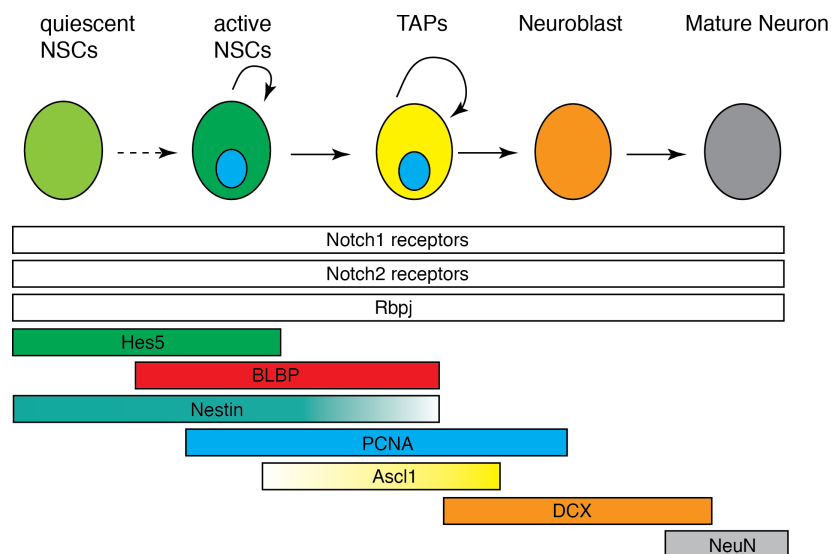 quiescent
NSCs
active
NSCs
TAPs
Neuroblast
Mature Neuron
Notch1 receptors
Notch2 receptors
Rbpj
Hes5
BLBP
Nestin
PCNA
Ascl1
DCX
NeuN